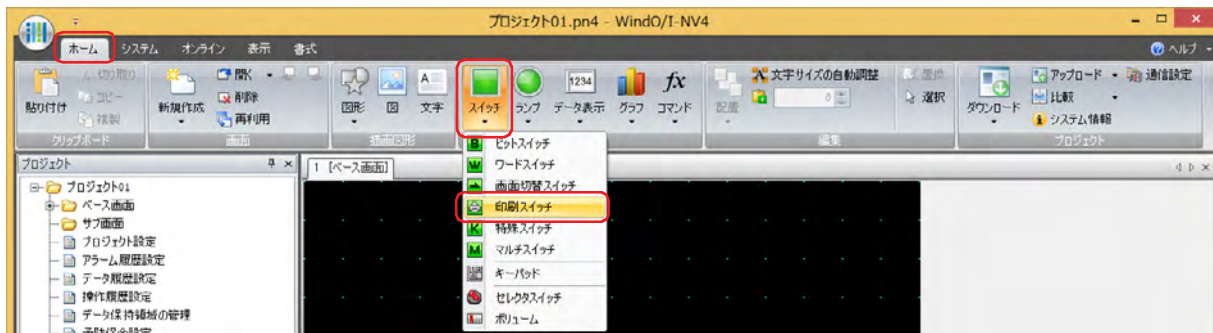 プロジェクト01.pn4 - WindO/I-NV4
ホーム システム オンライン 表示 書式 ヘルプ
貼り付け 切り取り コピー 複製
クリップボード
新規作成 開く 削除 再利用
画面
図形 図 文字
描画図形
スイッチ ランプ データ表示 グラフ コマンド
1234
fx
配置 文字サイズの自動調整 0 置換 選択
編集
ダウンロード アップロード 比較 システム情報 通信設定
プロジェクト
プロジェクト
プロジェクト01
ベース画面
サブ画面
プロジェクト設定
アラーム履歴設定
データ履歴設定
操作履歴設定
データ保持領域の管理
予防保全設定
1 [ベース画面]
B ビットスイッチ
W ワードスイッチ
画面切替スイッチ
印刷スイッチ
K 特殊スイッチ
M マルチスイッチ
キーパッド
セレクタスイッチ
ボリューム